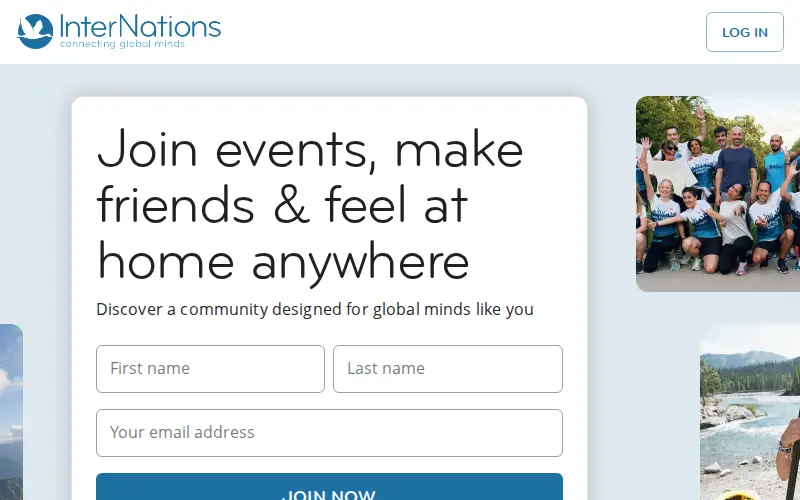 InterNations
connecting global minds
LOG IN
Join events, make
friends & feel at
home anywhere
Discover a community designed for global minds like you
First name
Last name
Your email address
JOIN NOW